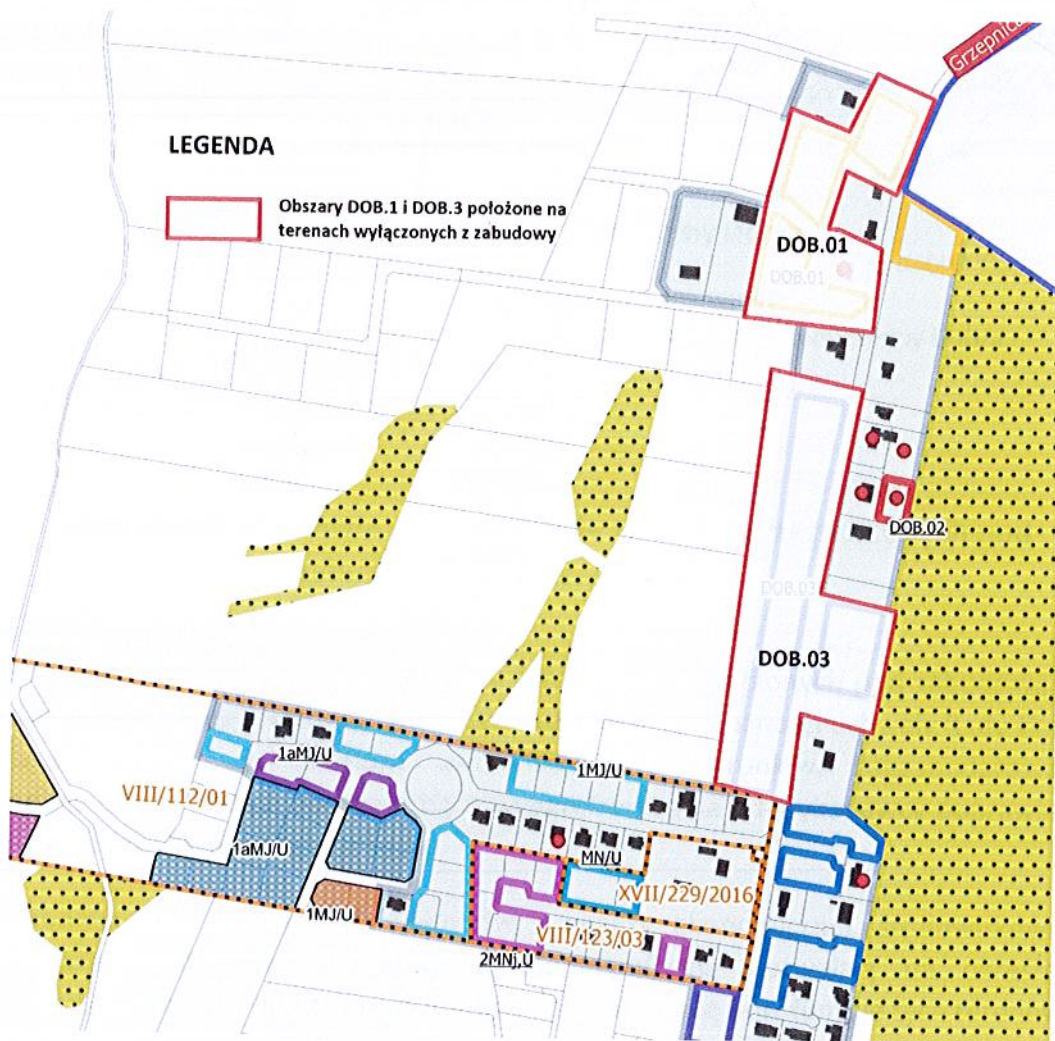 Grzepnica
LEGENDA
Obszary DOB.1 i DOB.3 położone na
terenach wyłączonych z zabudowy
DOB.01
DOB.01
DOB.02
DOB.03
DOB.03
1aMJ/U
1MJ/U
VIII/112/01
1aMJ/U
MN/U
XVII/229/2016
1MJ/U
VIII/123/03
2MNj,U